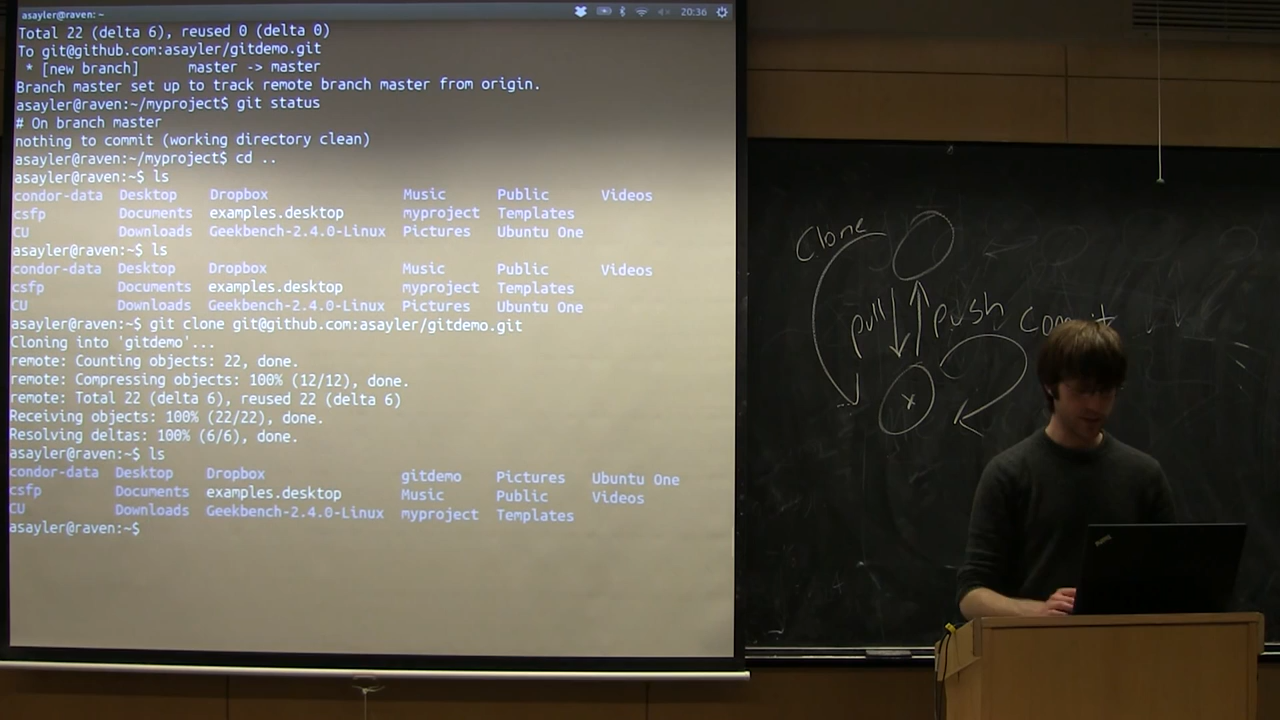 asayler@raven: ~
20:36
Total 22 (delta 6), reused 0 (delta 0)
To git@github.com:asayler/gitdemo.git
* [new branch] master -> master
Branch master set up to track remote branch master from origin.
asayler@raven:~/myproject$ git status
# On branch master
nothing to commit (working directory clean)
asayler@raven:~/myproject$ cd ..
asayler@raven:~$ ls
condor-data Desktop Dropbox Music Public Videos
csfp Documents examples.desktop myproject Templates
CU Downloads Geekbench-2.4.0-Linux Pictures Ubuntu One
asayler@raven:~$ ls
condor-data Desktop Dropbox Music Public Videos
csfp Documents examples.desktop myproject Templates
CU Downloads Geekbench-2.4.0-Linux Pictures Ubuntu One
asayler@raven:~$ git clone git@github.com:asayler/gitdemo.git
Cloning into 'gitdemo'...
remote: Counting objects: 22, done.
remote: Compressing objects: 100% (12/12), done.
remote: Total 22 (delta 6), reused 22 (delta 6)
Receiving objects: 100% (22/22), done.
Resolving deltas: 100% (6/6), done.
asayler@raven:~$ ls
condor-data Desktop Dropbox gitdemo Pictures Ubuntu One
csfp Documents examples.desktop Music Public Videos
CU Downloads Geekbench-2.4.0-Linux myproject Templates
asayler@raven:~$
Clone
pull push
x